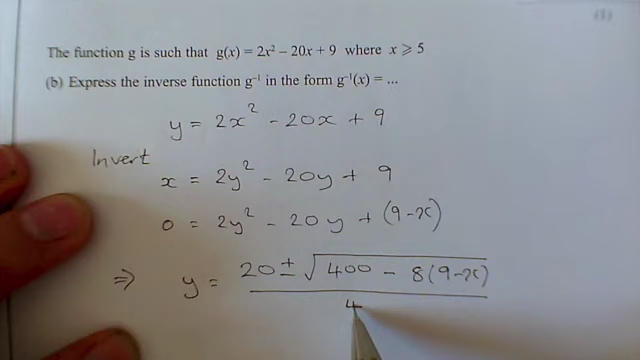 (1)
The function g is such that g(x) = 2x² – 20x + 9 where x ⩾ 5
(b) Express the inverse function g⁻¹ in the form g⁻¹(x) = ...
y = 2x² - 20x + 9
Invert
x = 2y² - 20y + 9
0 = 2y² - 20y + (9-x)
⇒ y = 20 ± √(400 - 8(9-x))
4